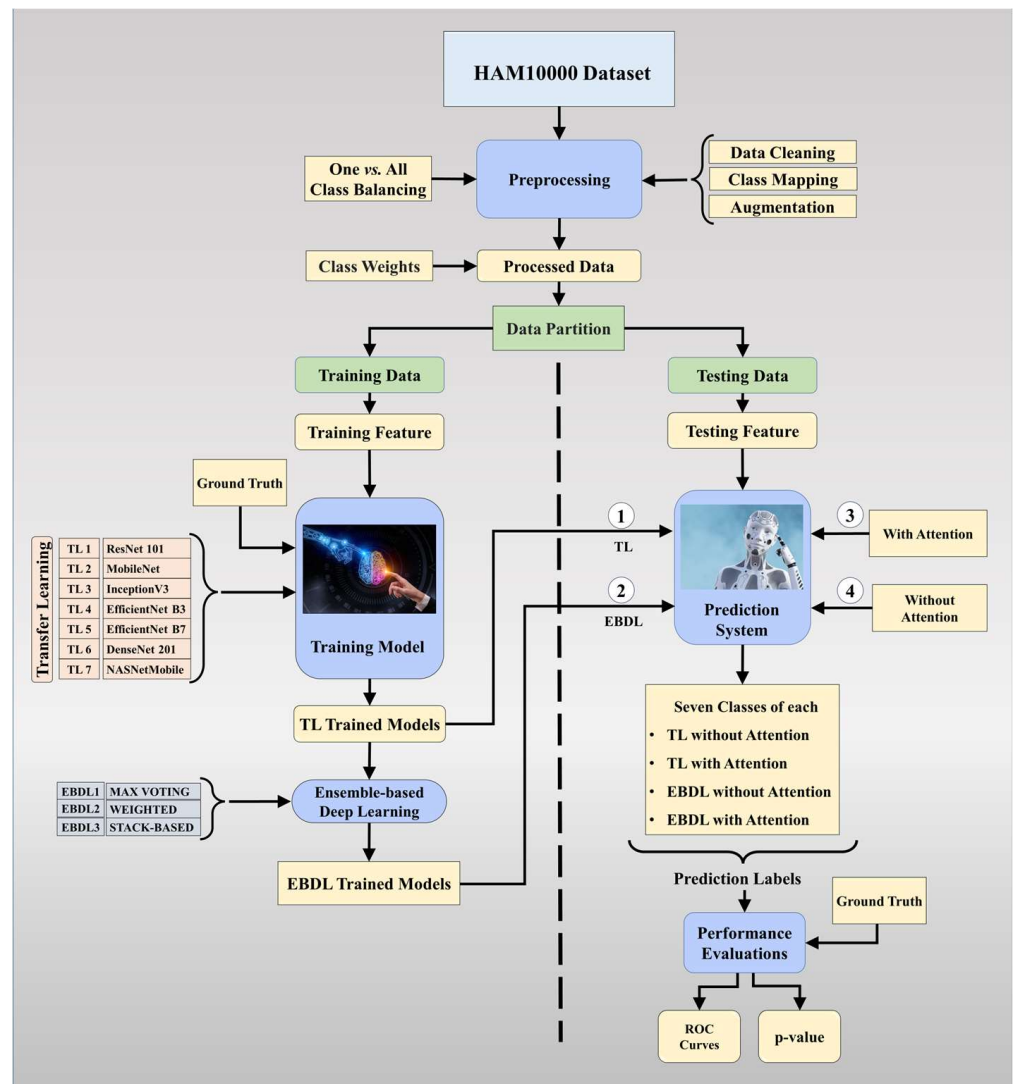 HAM10000 Dataset
One vs. All
Class Balancing
Preprocessing
Data Cleaning
Class Mapping
Augmentation
Class Weights
Processed Data
Data Partition
Training Data
Testing Data
Training Feature
Testing Feature
Ground Truth
Transfer Learning
TL 1 ResNet 101
TL 2 MobileNet
TL 3 InceptionV3
TL 4 EfficientNet B3
TL 5 EfficientNet B7
TL 6 DenseNet 201
TL 7 NASNetMobile
Training Model
1
TL
2
EBDL
Prediction
System
3
With Attention
4
Without
Attention
TL Trained Models
EBDL1 MAX VOTING
EBDL2 WEIGHTED
EBDL3 STACK-BASED
Ensemble-based
Deep Learning
EBDL Trained Models
Seven Classes of each
• TL without Attention
• TL with Attention
• EBDL without Attention
• EBDL with Attention
Prediction Labels
Ground Truth
Performance
Evaluations
ROC
Curves
p-value